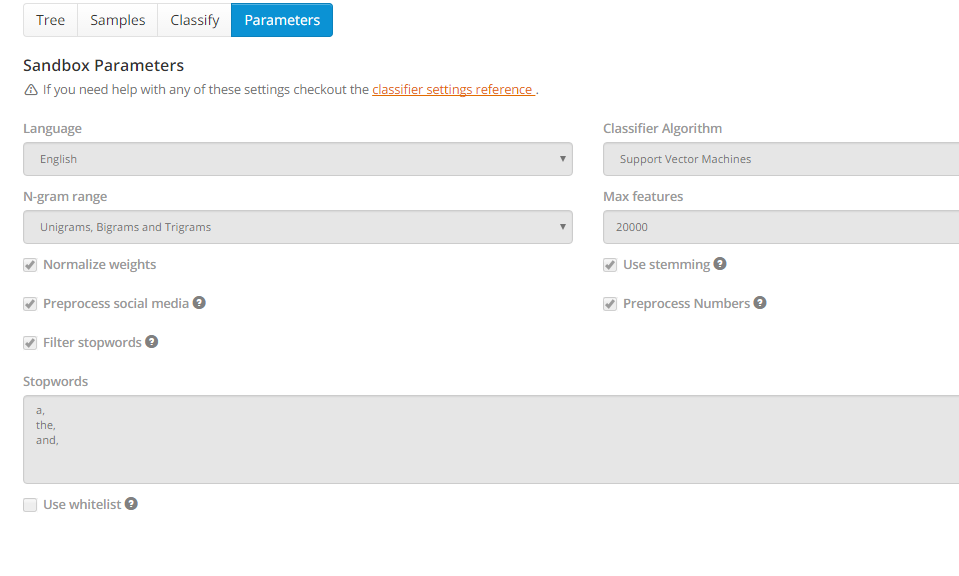 Tree Samples Classify Parameters
Sandbox Parameters
If you need help with any of these settings checkout the classifier settings reference .
Language
English
Classifier Algorithm
Support Vector Machines
N-gram range
Unigrams, Bigrams and Trigrams
Max features
20000
Normalize weights
Use stemming
Preprocess social media
Preprocess Numbers
Filter stopwords
Stopwords
a,
the,
and,
Use whitelist